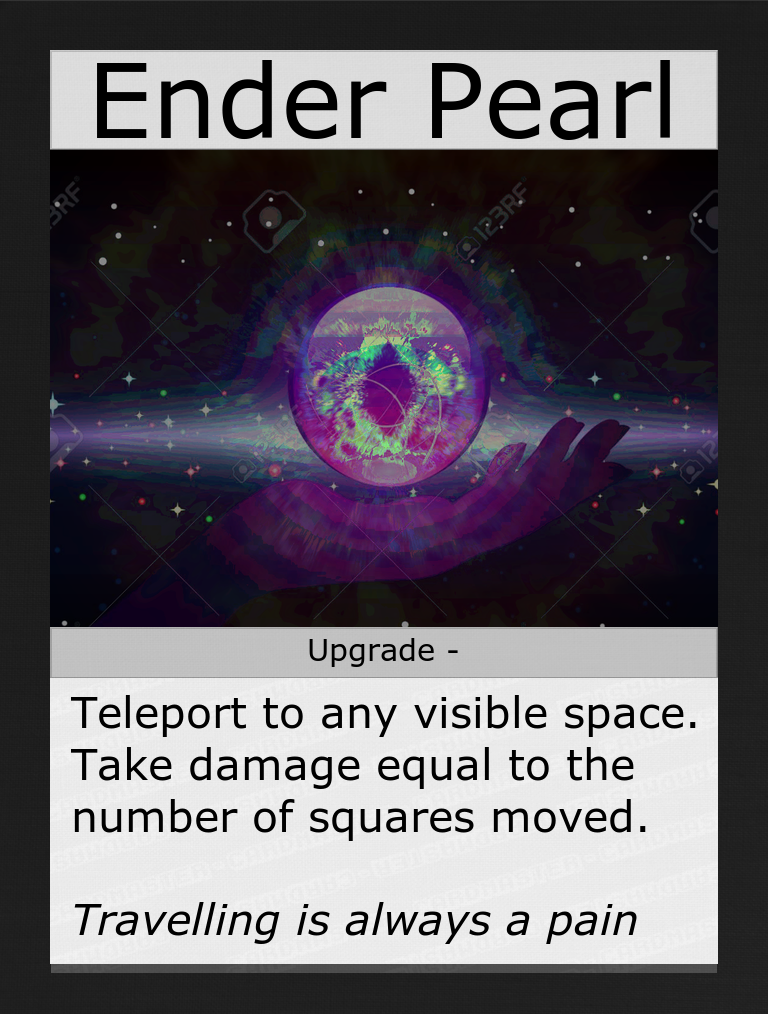 Ender Pearl
123RF
123RF
Upgrade -
Teleport to any visible space.
Take damage equal to the
number of squares moved.
Travelling is always a pain